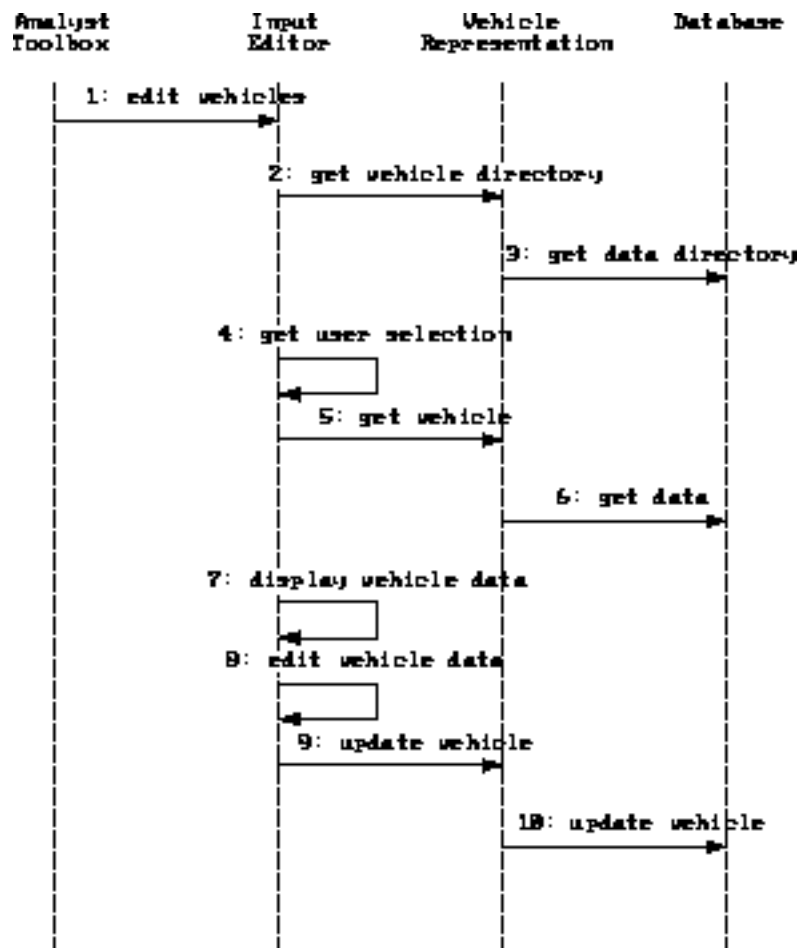 Analyst Toolbox
Input Editor
Vehicle Representation
Database
1: edit vehicles
2: get vehicle directory
3: get data directory
4: get user selection
5: get vehicle
6: get data
7: display vehicle data
8: edit vehicle data
9: update vehicle
10: update vehicle